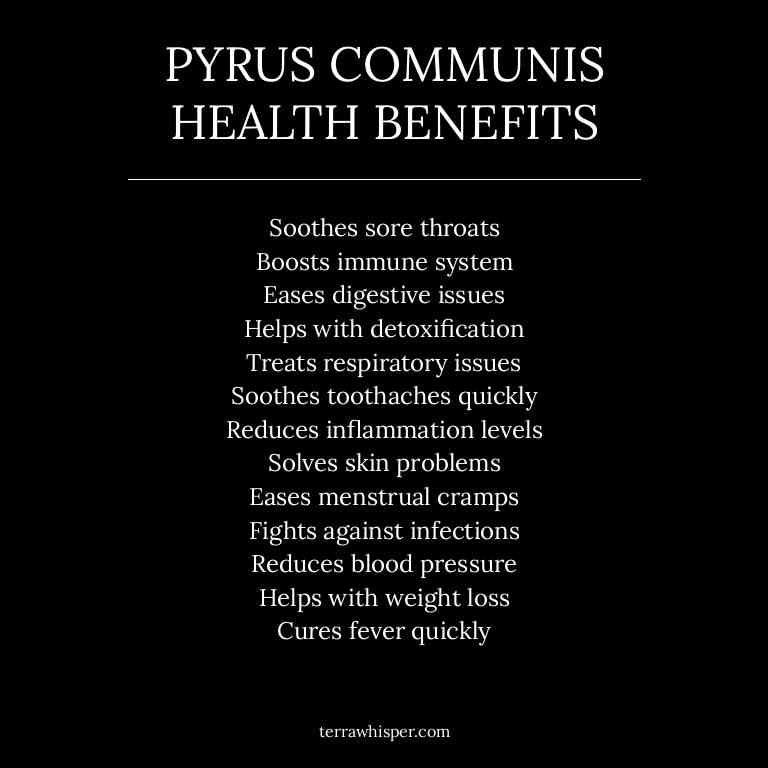 PYRUS COMMUNIS
HEALTH BENEFITS
Soothes sore throats
Boosts immune system
Eases digestive issues
Helps with detoxification
Treats respiratory issues
Soothes toothaches quickly
Reduces inflammation levels
Solves skin problems
Eases menstrual cramps
Fights against infections
Reduces blood pressure
Helps with weight loss
Cures fever quickly
terrawhisper.com